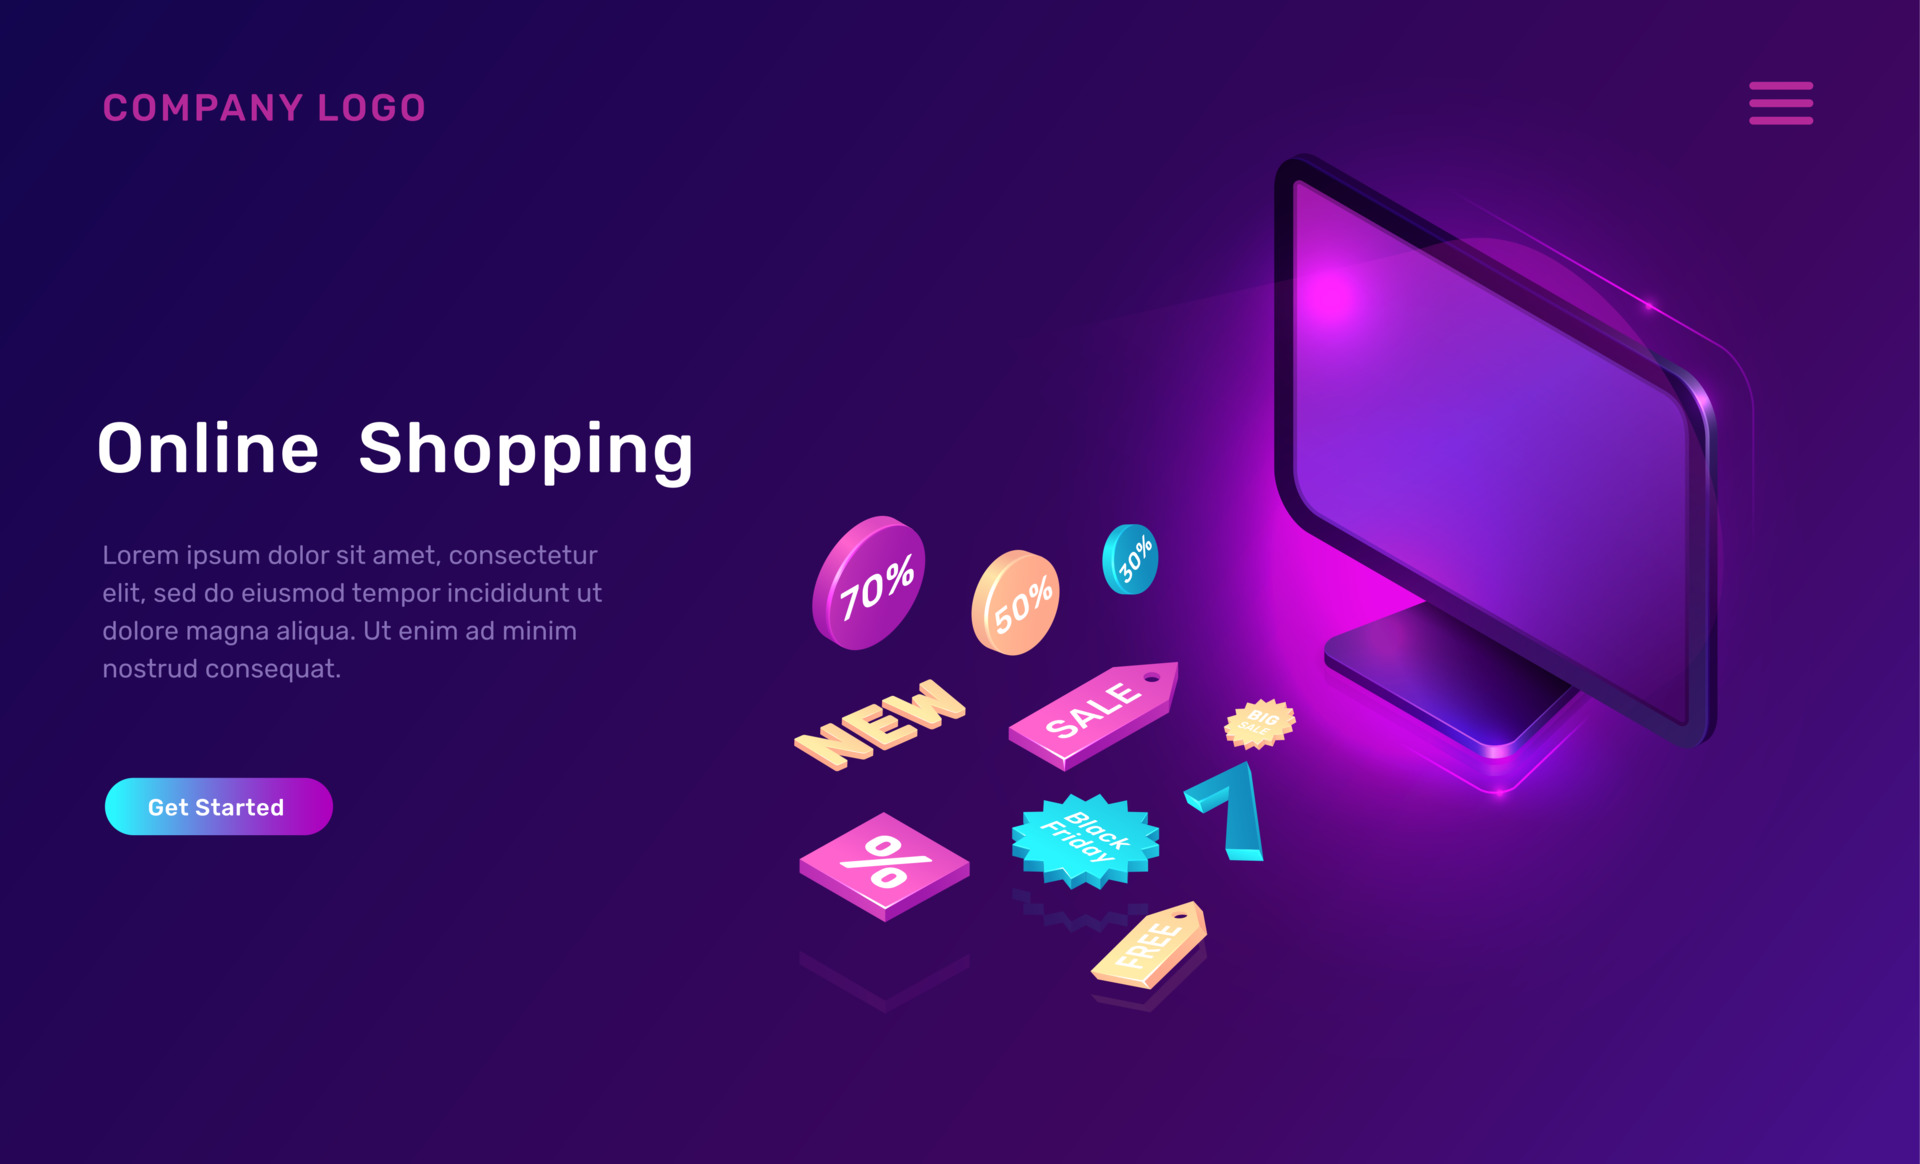 COMPANY LOGO
Online Shopping
Lorem ipsum dolor sit amet, consectetur
elit, sed do eiusmod tempor incididunt ut
dolore magna aliqua. Ut enim ad minim
nostrud consequat.
Get Started
70%
50%
30%
NEW
SALE
BIG
SALE
%
Black
Friday
FREE